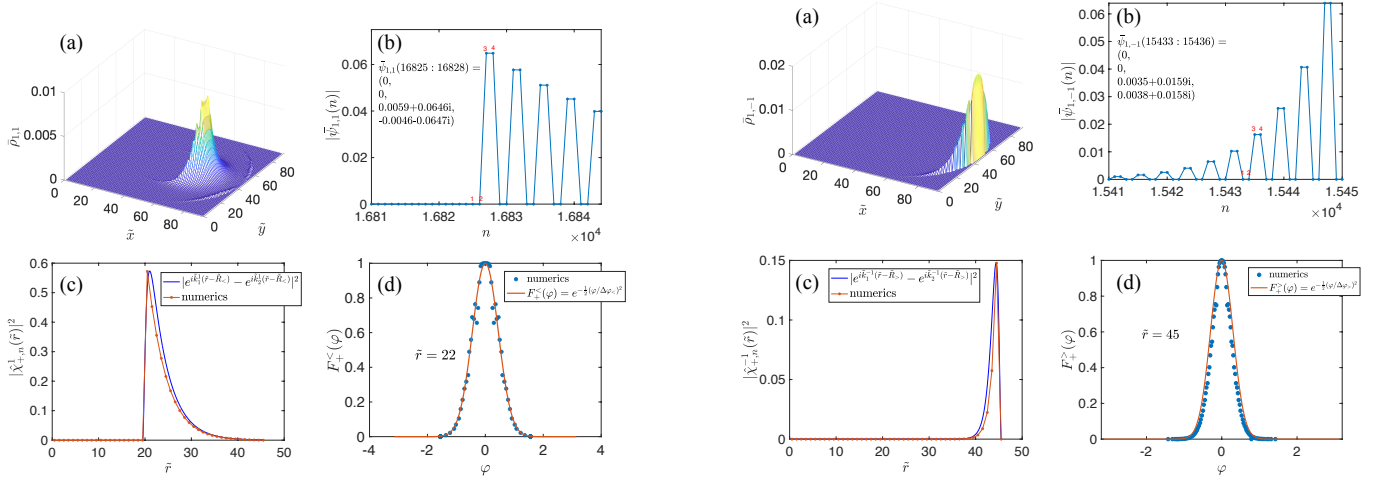 (a)
0.01
0.005
0
ρ̄₁,₁
0
20
40
60
80
x̃
0
20
40
60
80
ỹ
(b)
0.06
0.04
0.02
0
|ψ̄₁,₁(n)|
ψ̄₁,₁(16825 : 16828) =
(0,
0,
0.0059+0.0646i,
-0.0046-0.0647i)
3 4
1 2
1.681
1.682
1.683
1.684
n
×10⁴
(a)
0.02
0.01
0
ρ̄₁,₋₁
0
20
40
60
80
x̃
0
20
40
60
80
ỹ
(b)
0.06
0.04
0.02
0
|ψ̄₁,₋₁(n)|
ψ̄₁,₋₁(15433 : 15436) =
(0,
0,
0.0035+0.0159i,
0.0038+0.0158i)
3 4
1 2
1.541
1.542
1.543
1.544
1.545
n
×10⁴
(c)
0.6
0.5
0.4
0.3
0.2
0.1
0
|χ̂¹₊,ₙ(r̃)|²
|e^{ik̃₁¹(r̃−R̃<)} − e^{ik̃₂¹(r̃−R̃<)}|²
numerics
0
10
20
30
40
50
r̃
(d)
1
0.8
0.6
0.4
0.2
0
F₊^<(φ)
numerics
F₊^<(φ) = e^{−½(φ/Δφ<)²}
r̃ = 22
-4
-2
0
2
4
φ
(c)
0.15
0.1
0.05
0
|χ̂⁻¹₊,ₙ(r̃)|²
|e^{ik̃₁⁻¹(r̃−R̃>)} − e^{ik̃₂⁻¹(r̃−R̃>)}|²
numerics
0
10
20
30
40
50
r̃
(d)
1
0.8
0.6
0.4
0.2
0
F₊^>(φ)
numerics
F₊^>(φ) = e^{−½(φ/Δφ>)²}
r̃ = 45
-2
0
2
φ